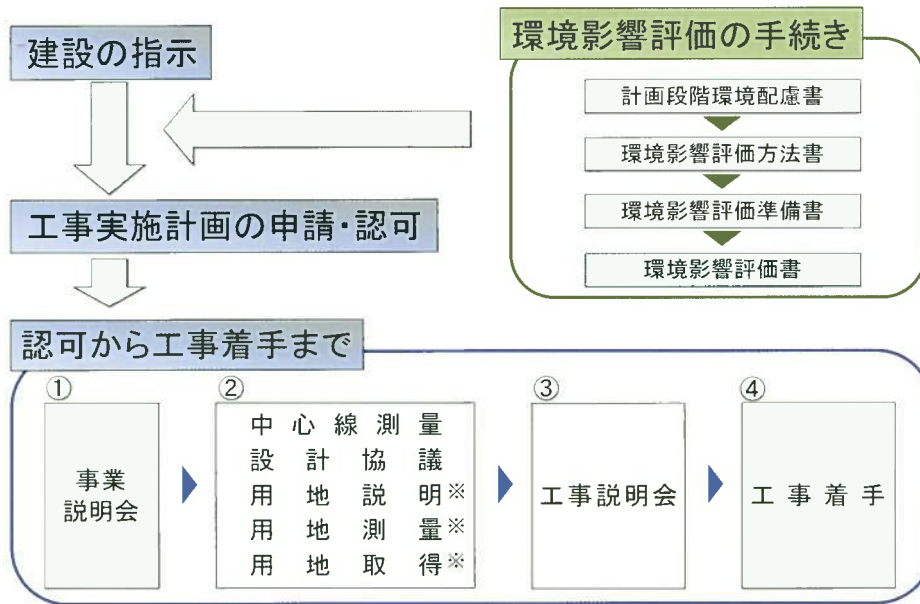 建設の指示
工事実施計画の申請・認可
環境影響評価の手続き
計画段階環境配慮書
環境影響評価方法書
環境影響評価準備書
環境影響評価書
認可から工事着手まで
①
事業
説明会
②
中心線測量
設計協議
用地説明※
用地測量※
用地取得※
③
工事説明会
④
工事着手